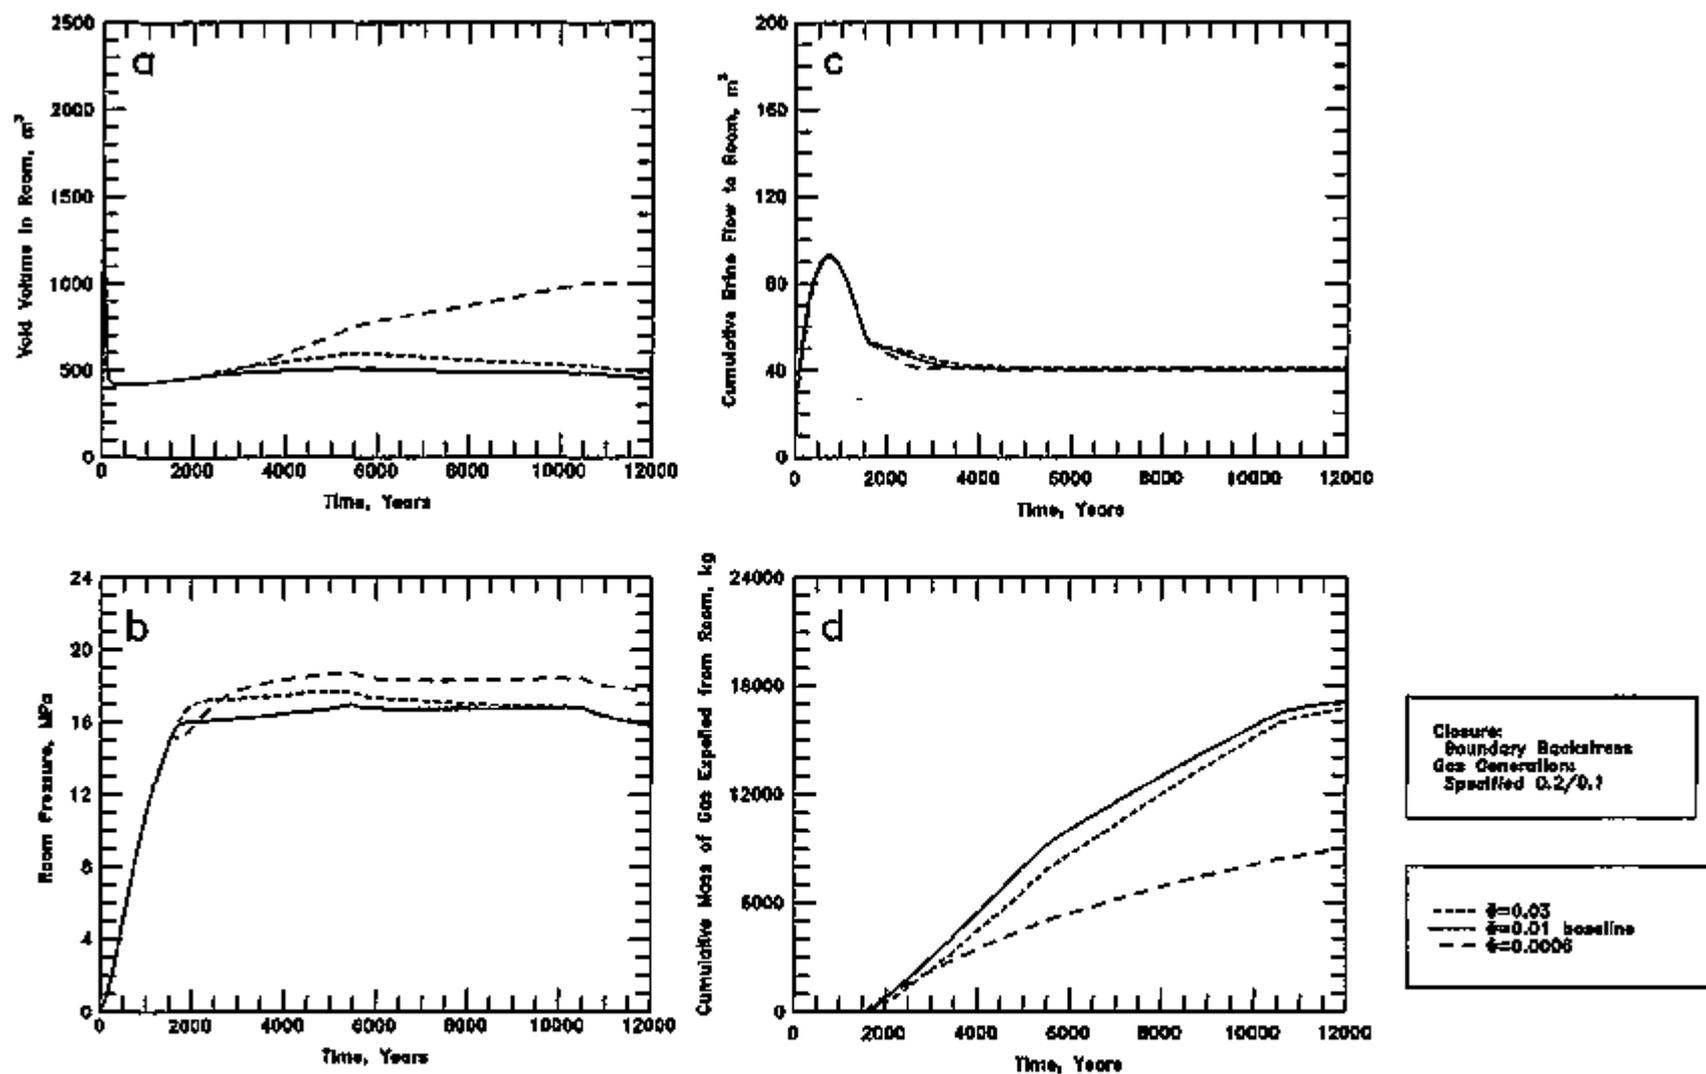 a
2500
2000
1500
1000
500
0
Void Volume in Room, m³
0 2000 4000 6000 8000 10000 12000
Time, Years
c
200
160
120
80
40
0
Cumulative Brine Flow to Room, m³
0 2000 4000 6000 8000 10000 12000
Time, Years
b
24
20
16
12
8
4
0
Room Pressure, MPa
0 2000 4000 6000 8000 10000 12000
Time, Years
d
24000
18000
12000
6000
0
Cumulative Mass of Gas Expelled from Room, kg
0 2000 4000 6000 8000 10000 12000
Time, Years
Closure:
Boundary Backstress
Gas Generation:
Specified 0.2/0.1
Φ=0.03
Φ=0.01 baseline
Φ=0.0006